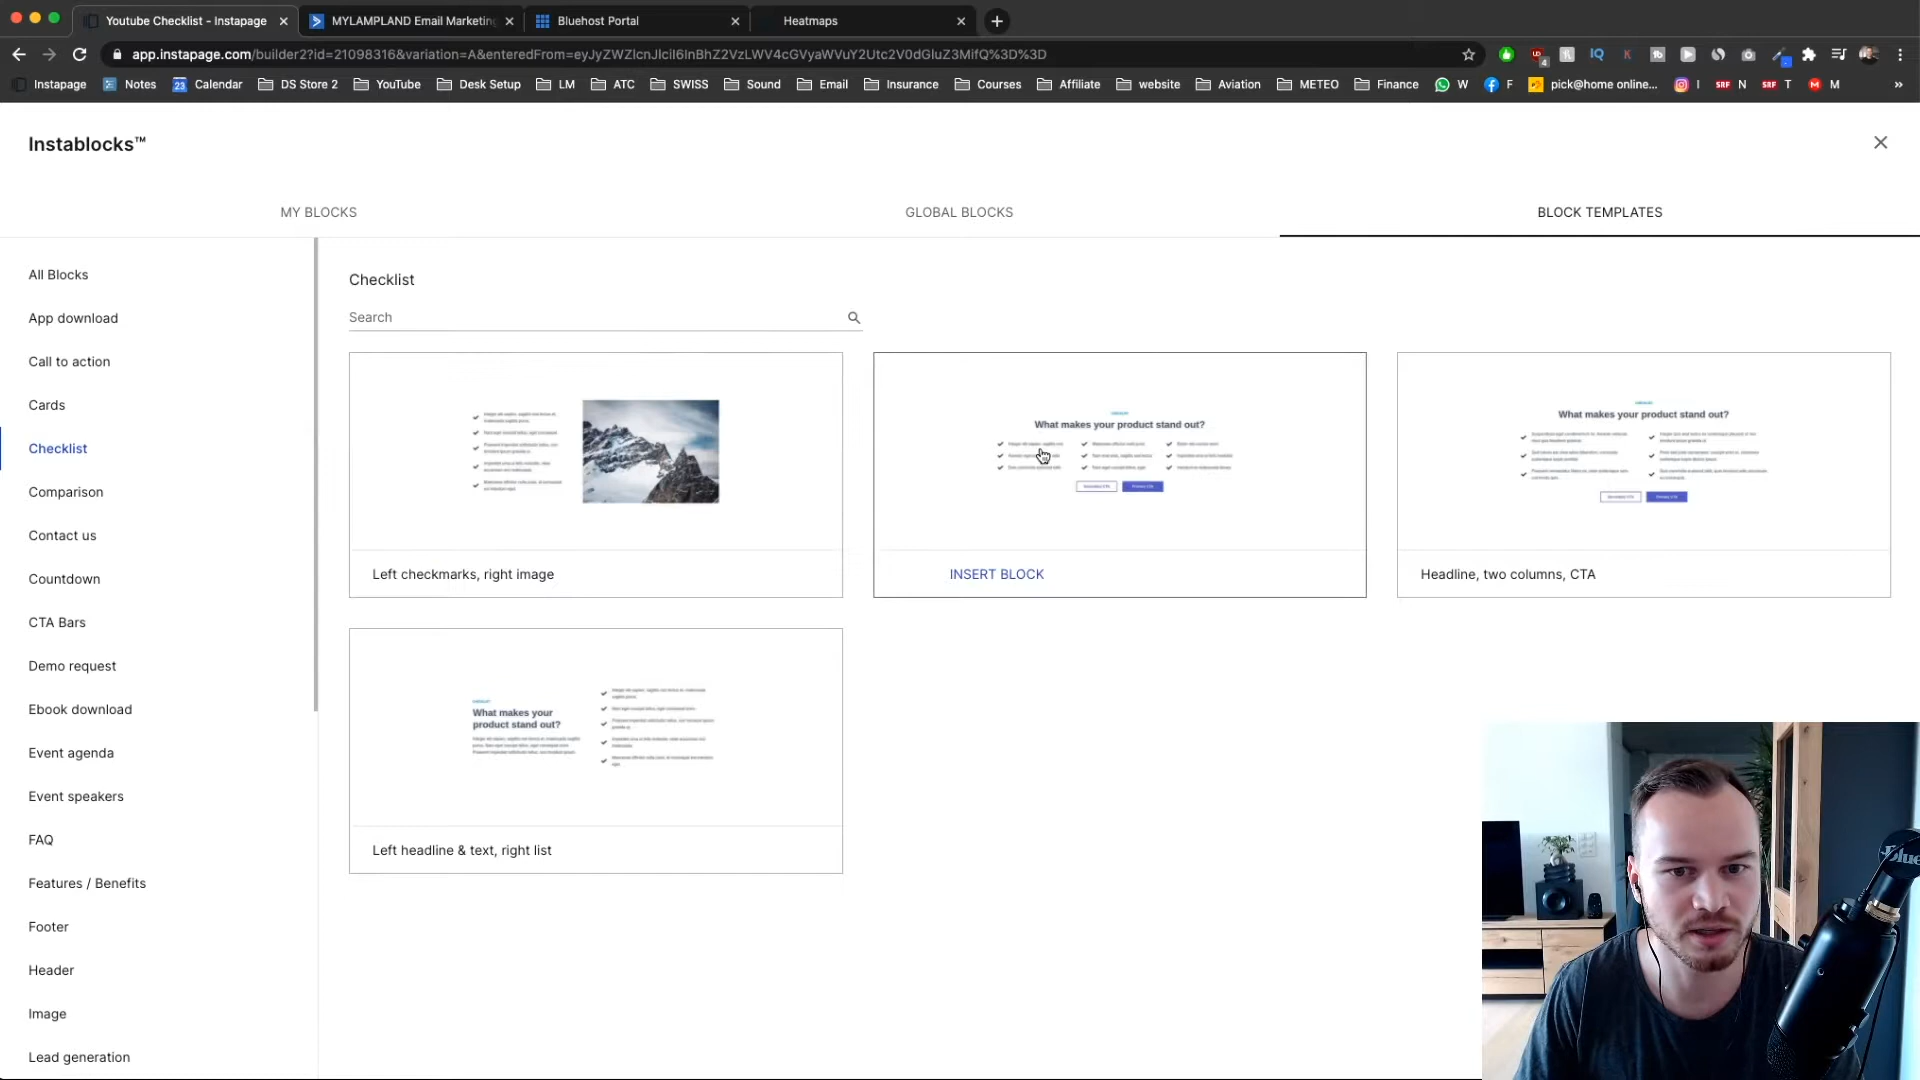 Youtube Checklist - Instapage
MYLAMPLAND Email Marketing
Bluehost Portal
Heatmaps
app.instapage.com/builder2?id=21098316&variation=A&enteredFrom=eyJyZWZlcnJlciI6InBhZ2VzLWV4cGVyaWVuY2Utc2V0dGluZ3MifQ%3D%3D
Instapage
Notes
Calendar
DS Store 2
YouTube
Desk Setup
LM
ATC
SWISS
Sound
Email
Insurance
Courses
Affiliate
website
Aviation
METEO
Finance
W
F
pick@home online...
I
SRF N
SRF T
M
Instablocks™
MY BLOCKS
GLOBAL BLOCKS
BLOCK TEMPLATES
All Blocks
App download
Call to action
Cards
Checklist
Comparison
Contact us
Countdown
CTA Bars
Demo request
Ebook download
Event agenda
Event speakers
FAQ
Features / Benefits
Footer
Header
Image
Lead generation
Checklist
Search
Left checkmarks, right image
What makes your product stand out?
INSERT BLOCK
What makes your product stand out?
Headline, two columns, CTA
What makes your
product stand out?
Left headline & text, right list
Blue